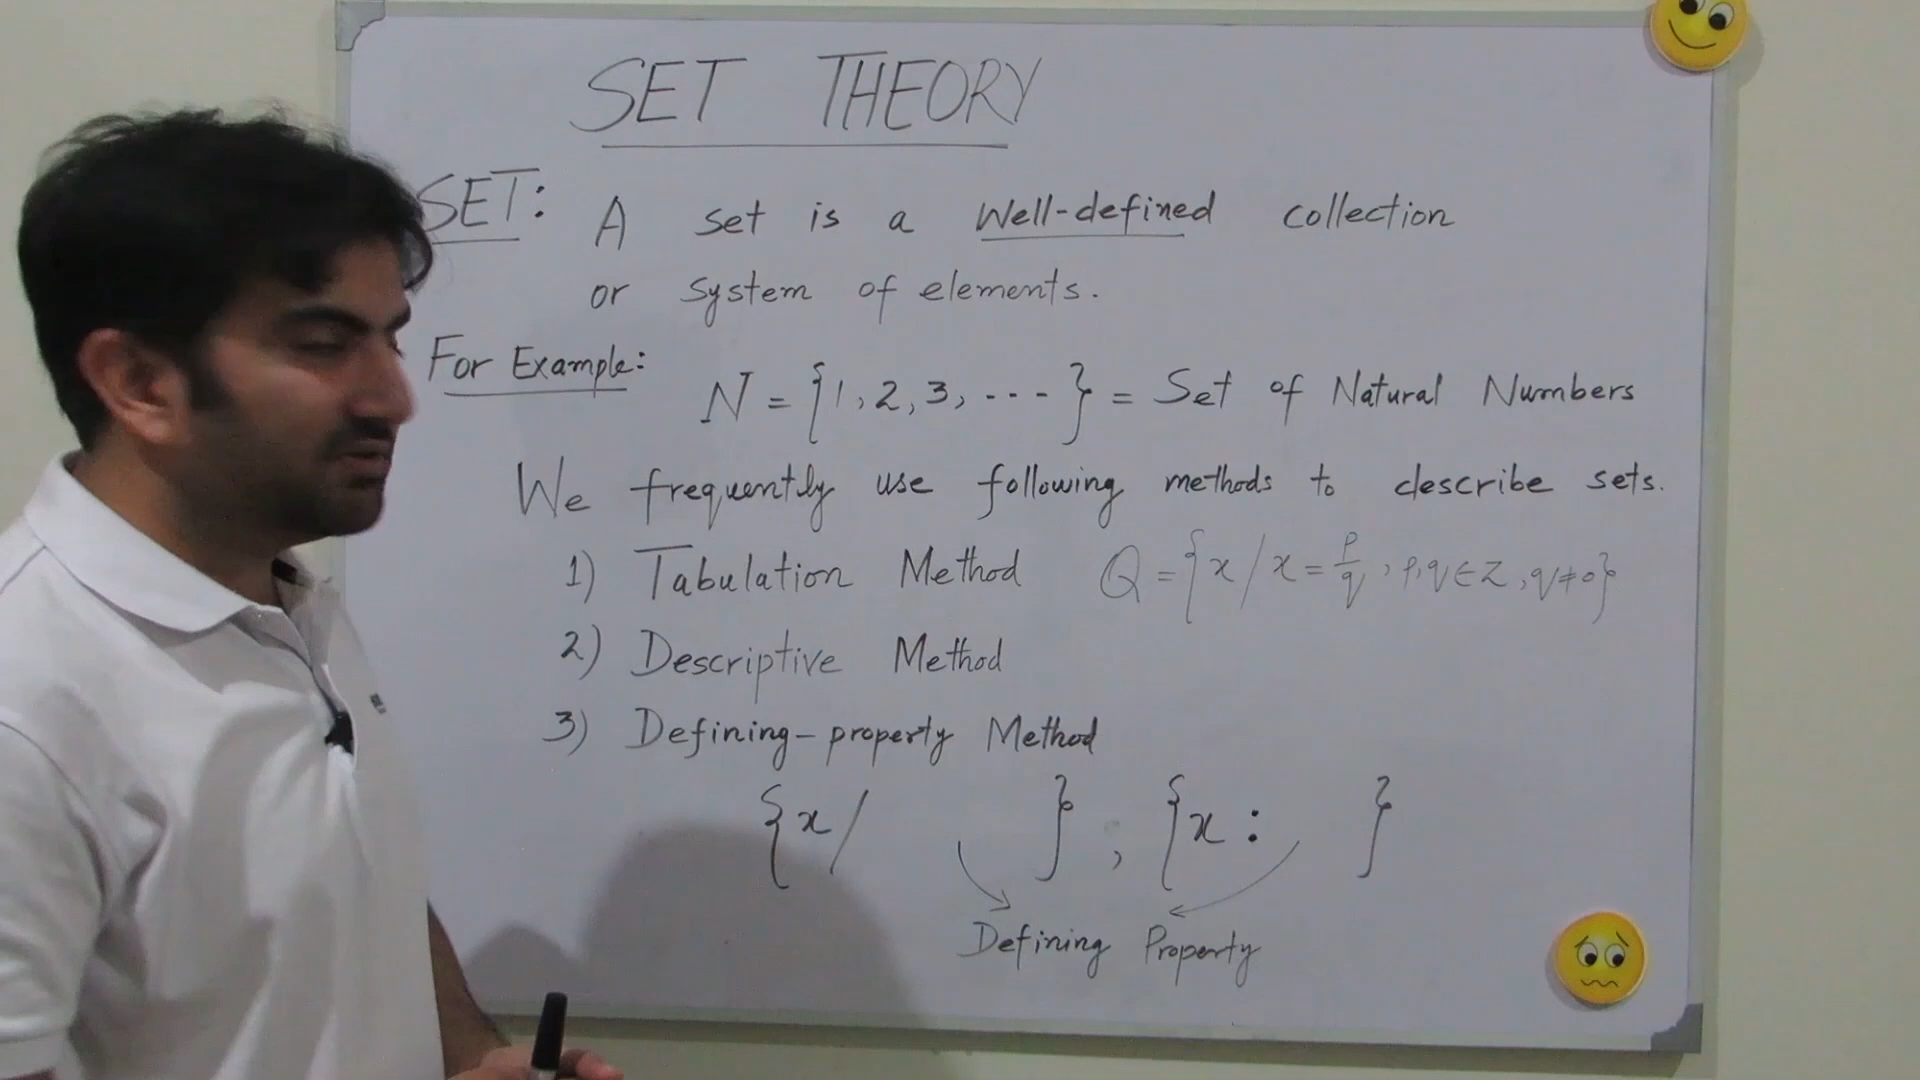 SET THEORY
SET: A set is a Well-defined collection
or system of elements.
For Example:
N = {1, 2, 3, ---} = Set of Natural Numbers
We frequently use following methods to describe sets.
1) Tabulation Method Q = {x / x = p/q, p,q ∈ Z, q ≠ 0}
2) Descriptive Method
3) Defining-property Method
{x / } , {x : }
Defining Property